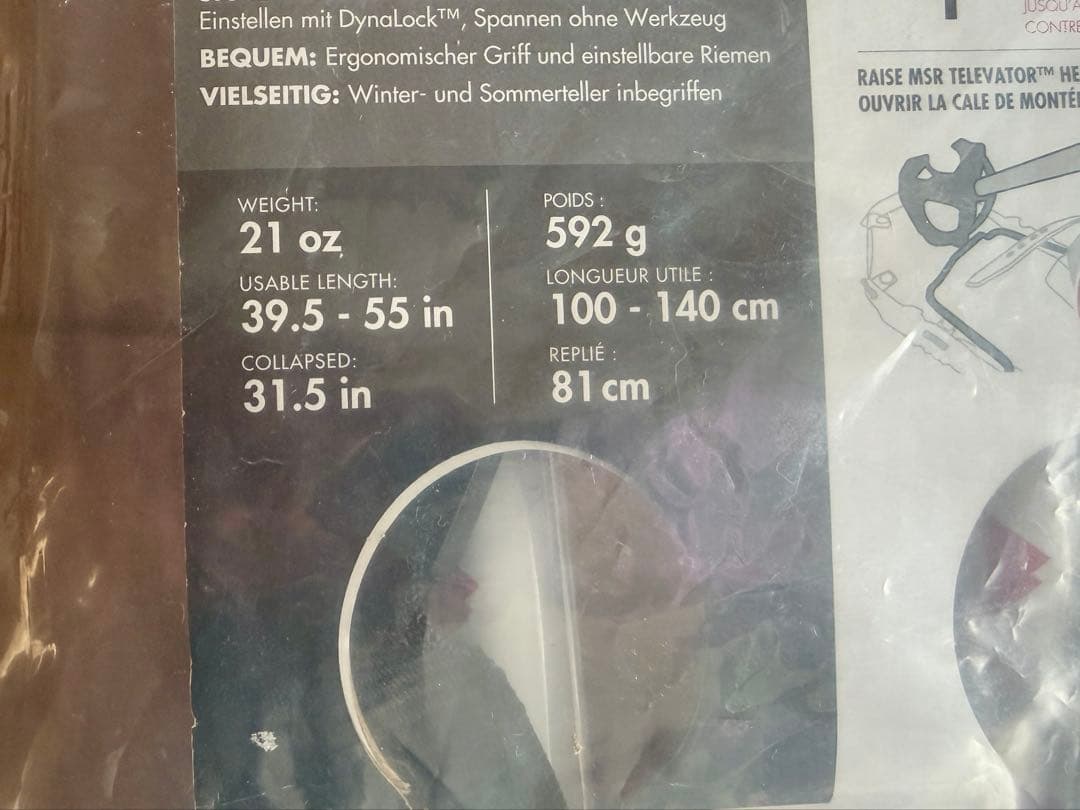 Einstellen mit DynaLock™, Spannen ohne Werkzeug
BEQUEM: Ergonomischer Griff und einstellbare Riemen
VIELSEITIG: Winter- und Sommerteller inbegriffen
WEIGHT:
21 oz
USABLE LENGTH:
39.5 - 55 in
COLLAPSED:
31.5 in
POIDS :
592 g
LONGUEUR UTILE :
100 - 140 cm
REPLIÉ :
81 cm
RAISE MSR TELEVATOR™
OUVRIR LA CALE DE